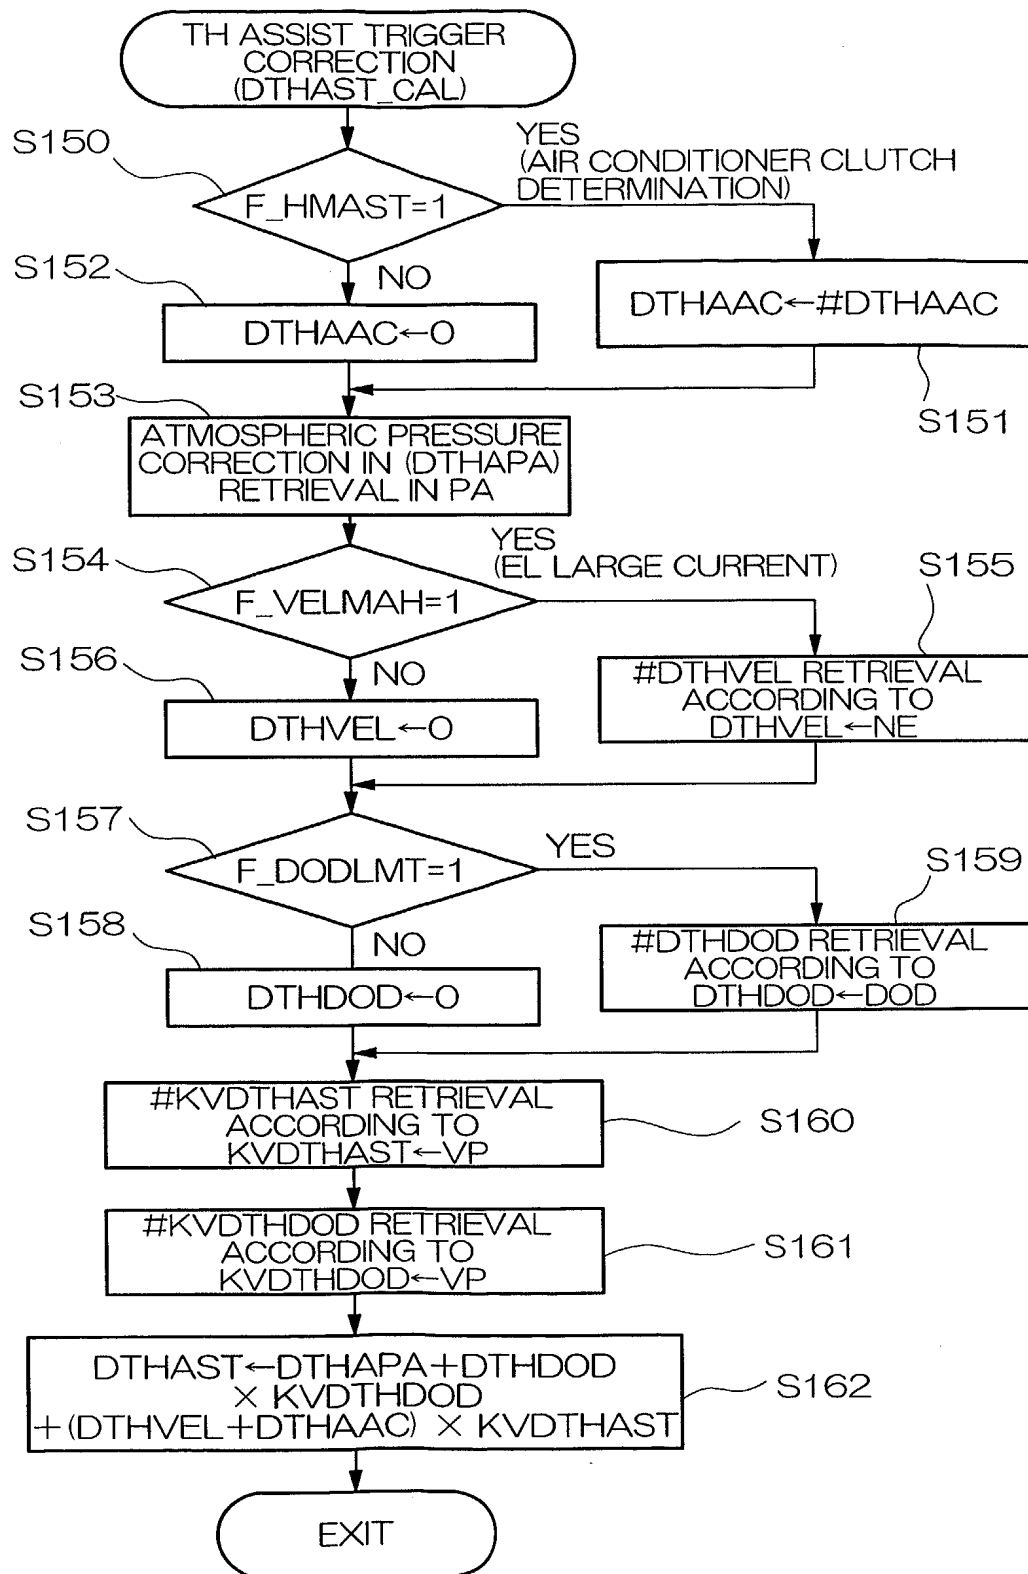 TH ASSIST TRIGGER
CORRECTION
(DTHAST_CAL)
S150
F_HMAST=1
YES
(AIR CONDITIONER CLUTCH
DETERMINATION)
NO
S152
DTHAAC←0
DTHAAC←#DTHAAC
S151
S153
ATMOSPHERIC PRESSURE
CORRECTION IN (DTHAPA)
RETRIEVAL IN PA
S154
F_VELMAH=1
YES
(EL LARGE CURRENT)
S155
NO
S156
DTHVEL←0
#DTHVEL RETRIEVAL
ACCORDING TO
DTHVEL←NE
S157
F_DODLMT=1
YES
S159
NO
S158
DTHDOD←0
#DTHDOD RETRIEVAL
ACCORDING TO
DTHDOD←DOD
#KVDTHAST RETRIEVAL
ACCORDING TO
KVDTHAST←VP
S160
#KVDTHDOD RETRIEVAL
ACCORDING TO
KVDTHDOD←VP
S161
DTHAST←DTHAPA+DTHDOD
× KVDTHDOD
+(DTHVEL+DTHAAC) × KVDTHAST
S162
EXIT